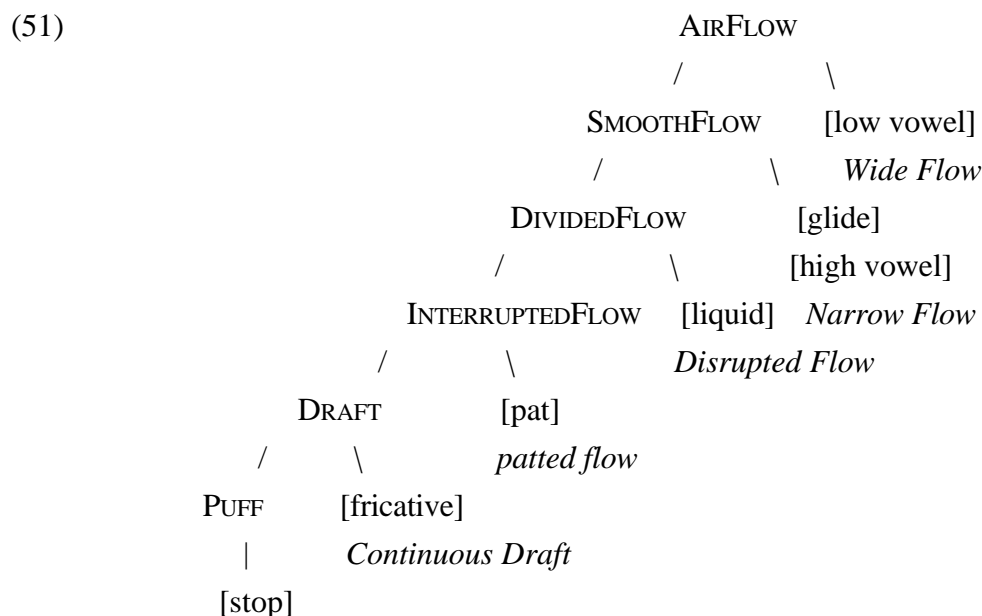 (51) AIRFLOW
/ \
SMOOTHFLOW [low vowel]
/ \ Wide Flow
DIVIDEDFLOW [glide]
/ \ [high vowel]
INTERRUPTEDFLOW [liquid] Narrow Flow
/ \ Disrupted Flow
DRAFT [pat]
/ \ patted flow
PUFF [fricative]
| Continuous Draft
[stop]